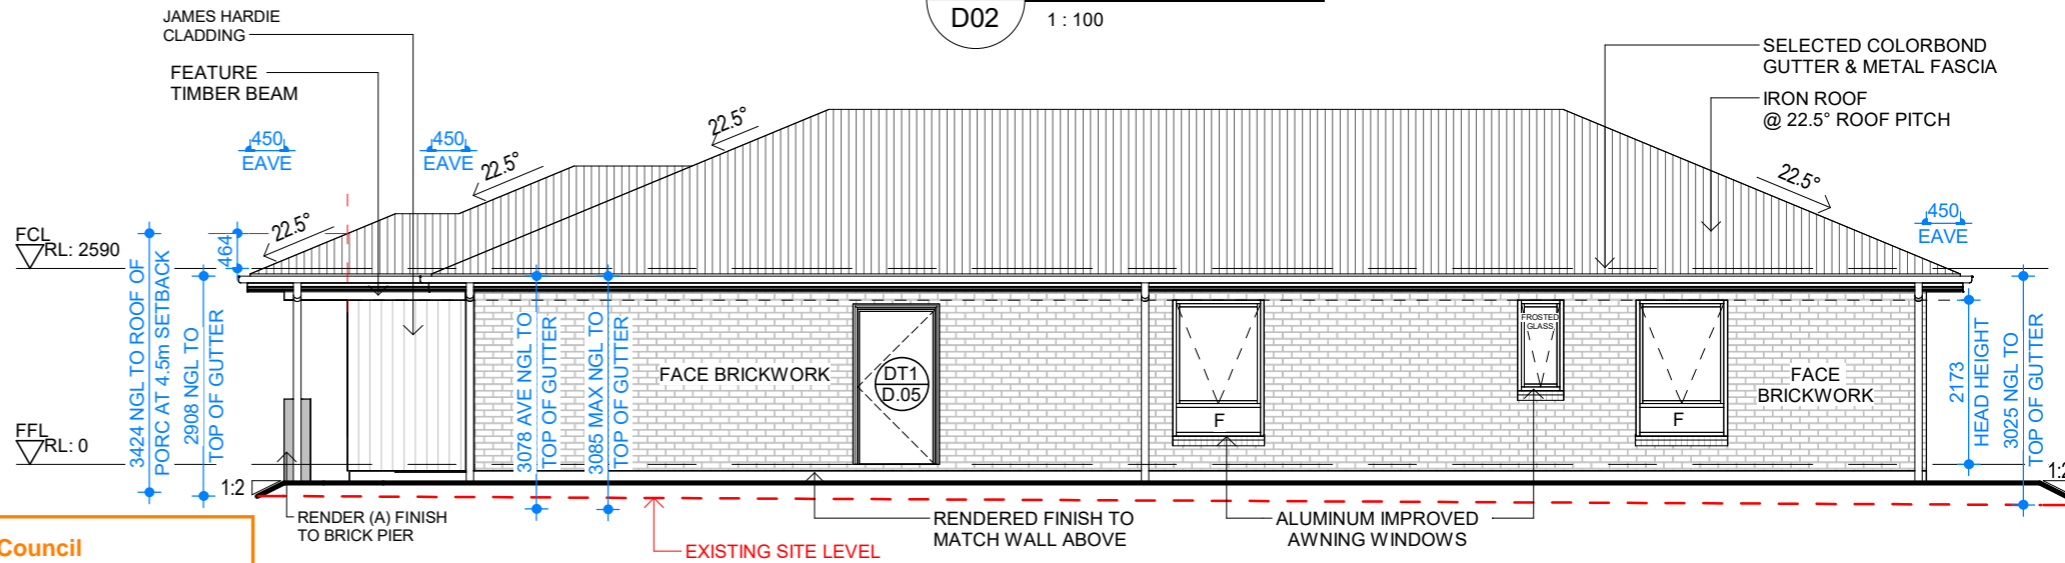 D02
1 : 100
JAMES HARDIE
CLADDING
FEATURE
TIMBER BEAM
SELECTED COLORBOND
GUTTER & METAL FASCIA
IRON ROOF
@ 22.5° ROOF PITCH
450
EAVE
450
EAVE
450
EAVE
22.5°
22.5°
22.5°
22.5°
FCL
RL: 2590
FFL
RL: 0
3424 NGL TO ROOF OF
PORC AT 4.5m SETBACK
464
2908 NGL TO
TOP OF GUTTER
3078 AVE NGL TO
TOP OF GUTTER
3085 MAX NGL TO
TOP OF GUTTER
FACE BRICKWORK
DT1
D.05
F
FROSTED
GLASS
F
FACE
BRICKWORK
2173
HEAD HEIGHT
3025 NGL TO
TOP OF GUTTER
1:2
1:2
RENDER (A) FINISH
TO BRICK PIER
EXISTING SITE LEVEL
RENDERED FINISH TO
MATCH WALL ABOVE
ALUMINUM IMPROVED
AWNING WINDOWS
Council